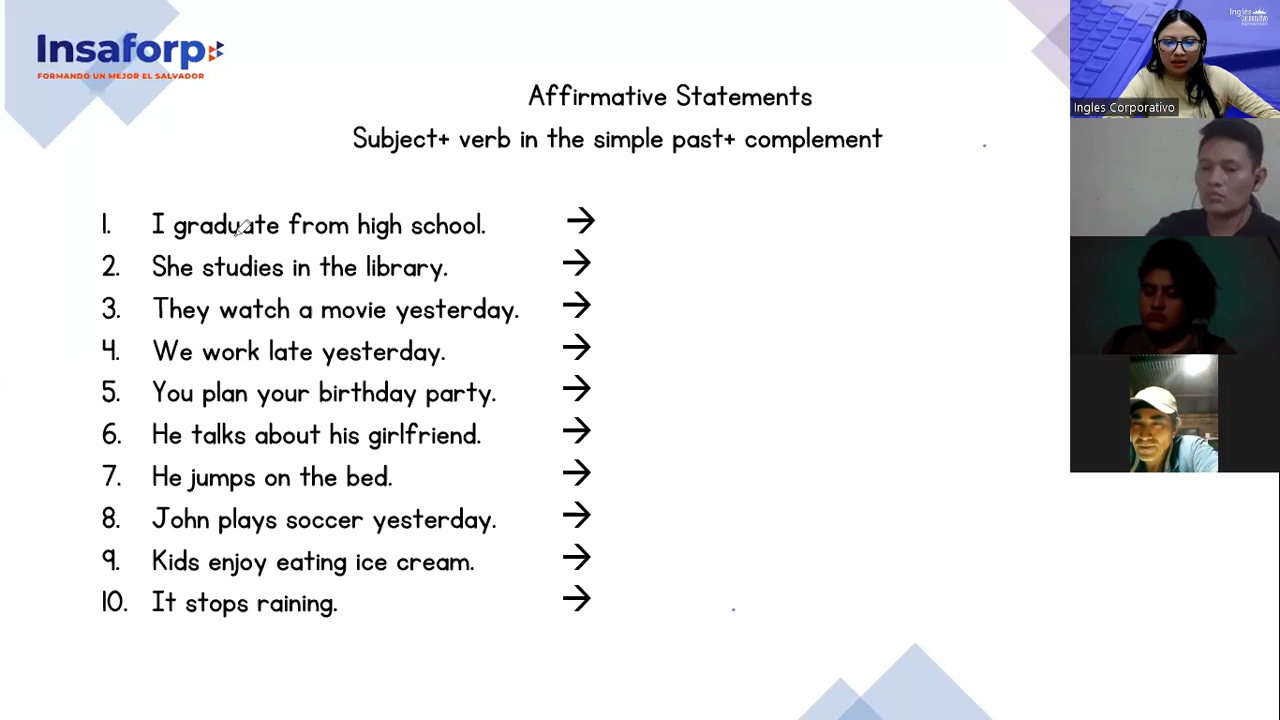 Insaforp
FORMANDO UN MEJOR EL SALVADOR
Affirmative Statements
Subject+ verb in the simple past+ complement
1. I graduate from high school. →
2. She studies in the library. →
3. They watch a movie yesterday. →
4. We work late yesterday. →
5. You plan your birthday party. →
6. He talks about his girlfriend. →
7. He jumps on the bed. →
8. John plays soccer yesterday. →
9. Kids enjoy eating ice cream. →
10. It stops raining. →
Ingles Corporativo
Inglés